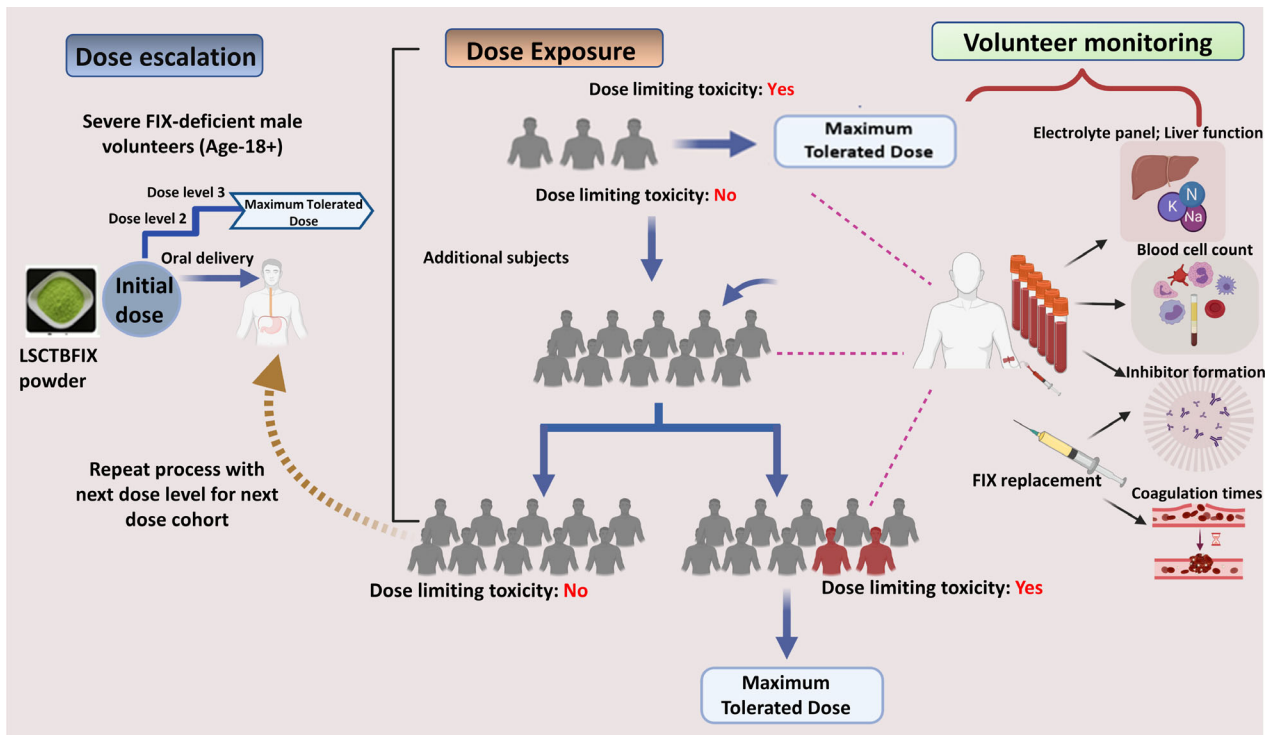 Dose escalation
Severe FIX-deficient male
volunteers (Age-18+)
Dose level 3
Dose level 2
Maximum Tolerated
Dose
Oral delivery
Initial
dose
LSCTBFIX
powder
Repeat process with
next dose level for next
dose cohort
Dose Exposure
Dose limiting toxicity: Yes
Maximum
Tolerated Dose
Dose limiting toxicity: No
Additional subjects
Dose limiting toxicity: No
Dose limiting toxicity: Yes
Maximum
Tolerated Dose
Volunteer monitoring
Electrolyte panel; Liver function
K
N
Na
Blood cell count
Inhibitor formation
FIX replacement
Coagulation times